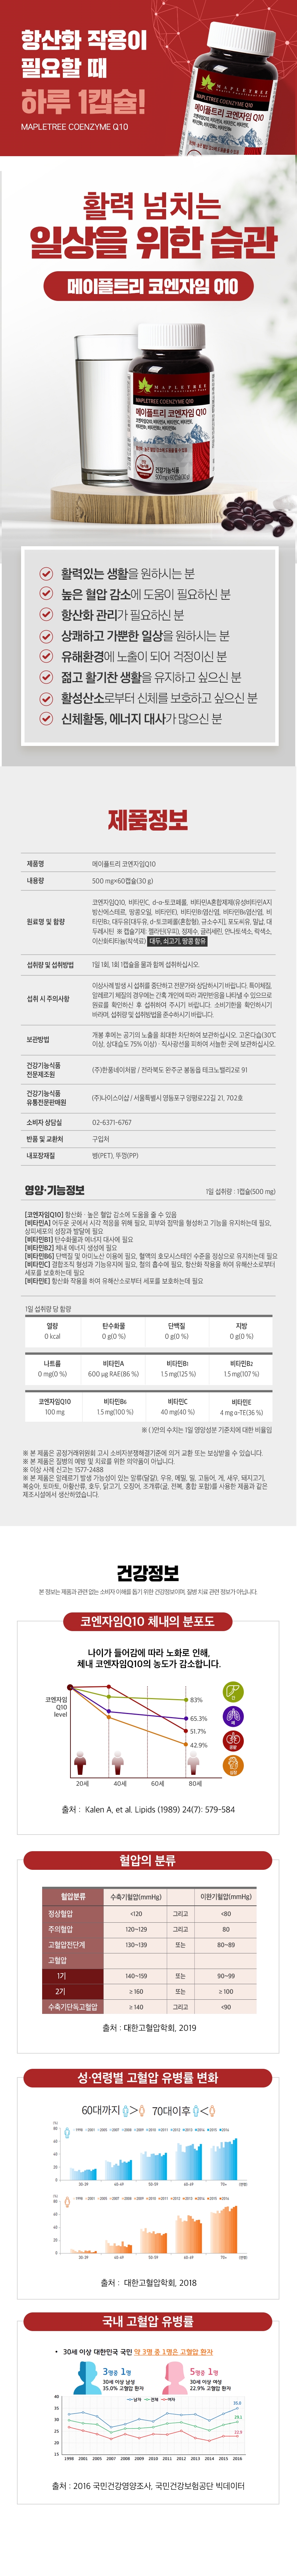 항산화 작용이
필요할 때
하루 1캡슐!
MAPLETREE COENZYME Q10
활력 넘치는
일상을 위한 습관
메이플트리 코엔자임 Q10
MAPLETREE
MAPLETREE COENZYME Q10
메이플트리 코엔자임 Q10
건강기능식품
활력있는 생활을 원하시는 분
높은 혈압 감소에 도움이 필요하신 분
항산화 관리가 필요하신 분
상쾌하고 가뿐한 일상을 원하시는 분
유해환경에 노출이 되어 걱정이신 분
젊고 활기찬 생활을 유지하고 싶으신 분
활성산소로부터 신체를 보호하고 싶으신 분
신체활동, 에너지 대사가 많으신 분
제품정보
제품명 메이플트리 코엔자임Q10
내용량 500 mg×60캡슐(30 g)
원료명 및 함량
코엔자임Q10, 비타민C, d-α-토코페롤, 비타민A혼합제제(유성비타민A지
방산에스테르, 땅콩오일, 비타민E), 비타민B1염산염, 비타민B6염산염, 비
타민B2, 대두유[대두유, d-토코페롤(혼합형), 규소수지], 포도씨유, 밀납, 대
두레시틴 ※ 캡슐기제: 젤라틴(우피), 정제수, 글리세린, 안나토색소, 락색소,
이산화티타늄(착색료) 대두, 쇠고기, 땅콩 함유
섭취량 및 섭취방법 1일 1회, 1회 1캡슐을 물과 함께 섭취하십시오.
섭취 시 주의사항
이상사례 발생 시 섭취를 중단하고 전문가와 상담하시기 바랍니다. 특이체질,
알레르기 체질의 경우에는 간혹 개인에 따라 과민반응을 나타낼 수 있으므로
원료를 확인하신 후 섭취하여 주시기 바랍니다. 소비기한을 확인하시기
바라며, 섭취량 및 섭취방법을 준수하시기 바랍니다.
보관방법
개봉 후에는 공기의 노출을 최대한 차단하여 보관하십시오. 고온다습(30℃
이상, 상대습도 75% 이상)·직사광선을 피하여 서늘한 곳에 보관하십시오.
건강기능식품
전문제조원 (주)한풀네이처팜 / 전라북도 완주군 봉동읍 테크노밸리2로 91
건강기능식품
유통전문판매원 (주)나이스이샵 / 서울특별시 영등포구 임평로22길 21, 702호
소비자 상담실 02-6371-6767
반품 및 교환처 구입처
내포장재질 병(PET), 뚜껑(PP)
영양·기능정보 1일 섭취량 : 1캡슐(500 mg)
[코엔자임Q10] 항산화·높은 혈압 감소에 도움을 줄 수 있음
[비타민A] 어두운 곳에서 시각 적응을 위해 필요, 피부와 점막을 형성하고 기능을 유지하는데 필요,
상피세포의 성장과 발달에 필요
[비타민B1] 탄수화물과 에너지 대사에 필요
[비타민B2] 체내 에너지 생성에 필요
[비타민B6] 단백질 및 아미노산 이용에 필요, 혈액의 호모시스테인 수준을 정상으로 유지하는데 필요
[비타민C] 결합조직 형성과 기능유지에 필요, 철의 흡수에 필요, 항산화 작용을 하여 유해산소로부터
세포를 보호하는데 필요
[비타민E] 항산화 작용을 하여 유해산소로부터 세포를 보호하는데 필요
1일 섭취량 당 함량
열량 탄수화물 단백질 지방
0 kcal 0 g(0 %) 0 g(0 %) 0 g(0 %)
나트륨 비타민A 비타민B1 비타민B2
0 mg(0 %) 600 µg RAE(86 %) 1.5 mg(125 %) 1.5 mg(107 %)
코엔자임Q10 비타민B6 비타민C 비타민E
100 mg 1.5 mg(100 %) 40 mg(40 %) 4 mg α-TE(36 %)
※ ( )안의 수치는 1일 영양성분 기준치에 대한 비율임
※ 본 제품은 공정거래위원회 고시 소비자분쟁해결기준에 의거 교환 또는 보상받을 수 있습니다.
※ 본 제품은 질병의 예방 및 치료를 위한 의약품이 아닙니다.
※ 이상 사례 신고는 1577-2488
※ 본 제품은 알레르기 발생 가능성이 있는 알류(달걀), 우유, 메밀, 밀, 고등어, 게, 새우, 돼지고기,
복숭아, 토마토, 아황산류, 호두, 닭고기, 오징어, 조개류(굴, 전복, 홍합 포함)를 사용한 제품과 같은
제조시설에서 생산하였습니다.
건강정보
본 정보는 제품과 관련 없는 소비자 이해를 돕기 위한 건강정보이며, 질병 치료 관련 정보가 아닙니다.
코엔자임Q10 체내의 분포도
나이가 들어감에 따라 노화로 인해,
체내 코엔자임Q10의 농도가 감소합니다.
코엔자임
Q10
level
83%
65.3%
51.7%
42.9%
20세 40세 60세 80세
출처 : Kalen A, et al. Lipids (1989) 24(7): 579-584
혈압의 분류
혈압분류 수축기혈압(mmHg) 이완기혈압(mmHg)
정상혈압 <120 그리고 <80
주의혈압 120~129 그리고 80
고혈압전단계 130~139 또는 80~89
고혈압
1기 140~159 또는 90~99
2기 ≥ 160 또는 ≥ 100
수축기단독고혈압 ≥ 140 그리고 <90
출처 : 대한고혈압학회, 2019
성·연령별 고혈압 유병률 변화
60대까지 > 70대이후 <
출처 : 대한고혈압학회, 2018
국내 고혈압 유병률
• 30세 이상 대한민국 국민 약 3명 중 1명은 고혈압 환자
3명중 1명
30세 이상 남성
35.0% 고혈압 환자
5명중 1명
30세 이상 여성
22.9% 고혈압 환자
남자 전체 여자
40
35
30
25
20
15
35.0
29.1
22.9
1998 2001 2005 2007 2008 2009 2010 2011 2012 2013 2014 2015 2016
출처 : 2016 국민건강영양조사, 국민건강보험공단 빅데이터